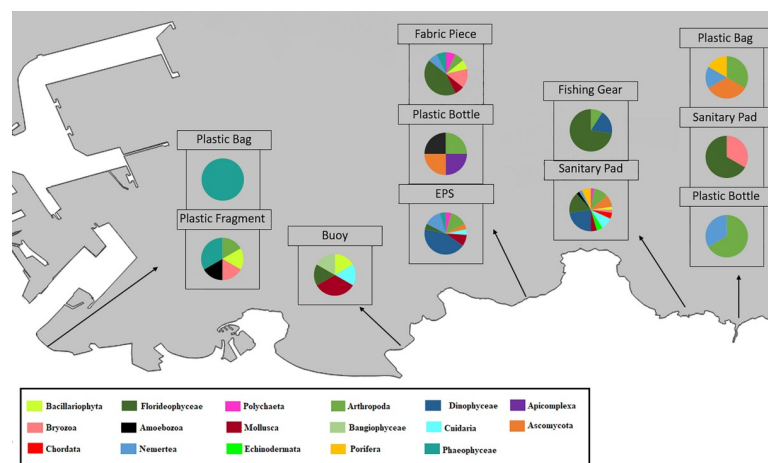 Fabric Piece
Plastic Bag
Fishing Gear
Plastic Bottle
Sanitary Pad
Plastic Bag
Sanitary Pad
EPS
Plastic Fragment
Plastic Bottle
Buoy
Bacillariophyta Florideophyceae Polychaeta Arthropoda Dinophyceae Apicomplexa
Bryozoa Amoebozoa Mollusca Bangiophyceae Cnidaria Ascomycota
Chordata Nemertea Echinodermata Porifera Phaeophyceae